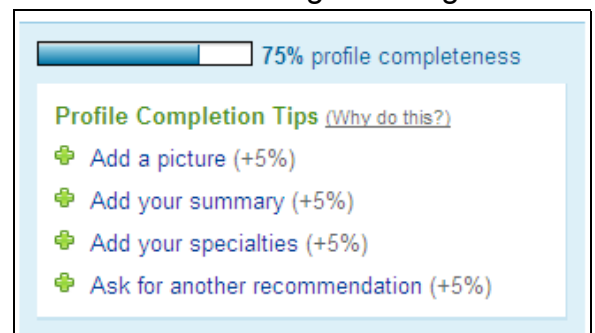 75% profile completeness
Profile Completion Tips (Why do this?)
Add a picture (+5%)
Add your summary (+5%)
Add your specialties (+5%)
Ask for another recommendation (+5%)